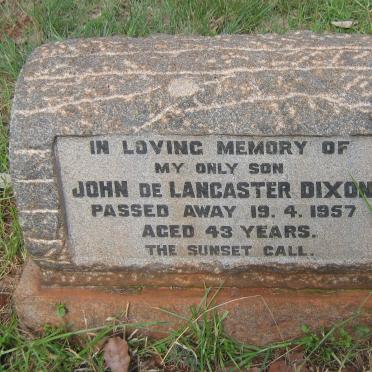 IN LOVING MEMORY OF
MY ONLY SON
JOHN DE LANCASTER DIXON
PASSED AWAY 19. 4. 1957
AGED 43 YEARS.
THE SUNSET CALL.